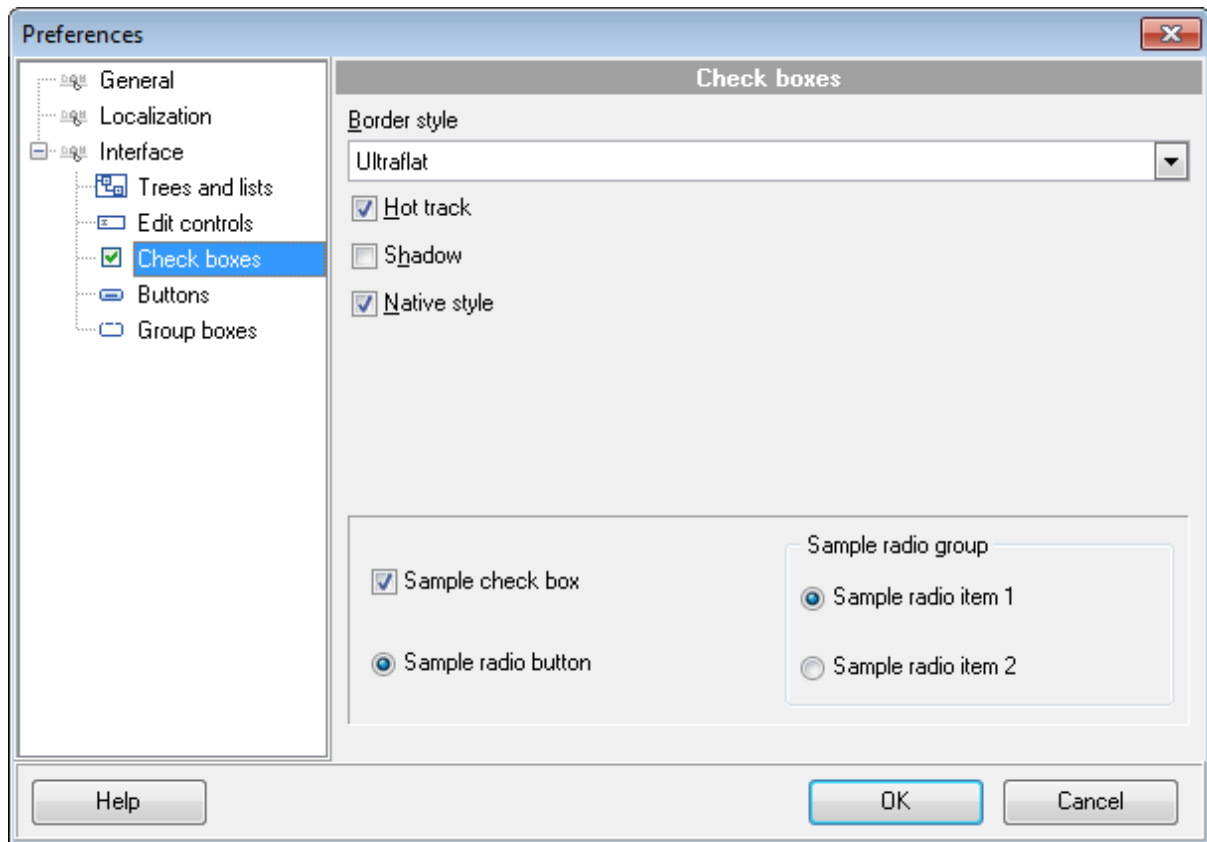 Preferences
General
Localization
Interface
Trees and lists
Edit controls
Check boxes
Buttons
Group boxes
Check boxes
Border style
Ultraflat
Hot track
Shadow
Native style
Sample check box
Sample radio button
Sample radio group
Sample radio item 1
Sample radio item 2
Help
OK
Cancel